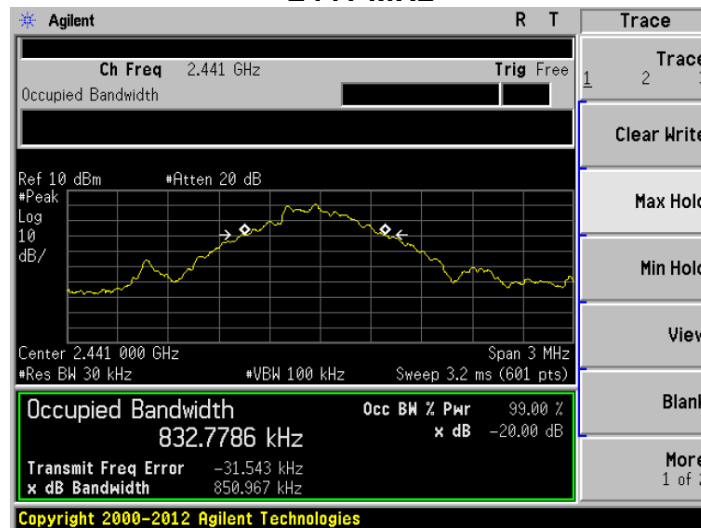 Agilent R T Trace
Ch Freq 2.441 GHz Trig Free
Occupied Bandwidth
Trace
1 2
Clear Write
Max Hold
Min Hold
View
Blank
More
1 of 2
Ref 10 dBm #Atten 20 dB
#Peak
Log
10
dB/
Center 2.441 000 GHz Span 3 MHz
#Res BW 30 kHz #VBW 100 kHz Sweep 3.2 ms (601 pts)
Occupied Bandwidth
832.7786 kHz
Occ BW % Pwr 99.00 %
x dB -20.00 dB
Transmit Freq Error -31.543 kHz
x dB Bandwidth 850.967 kHz
Copyright 2000-2012 Agilent Technologies